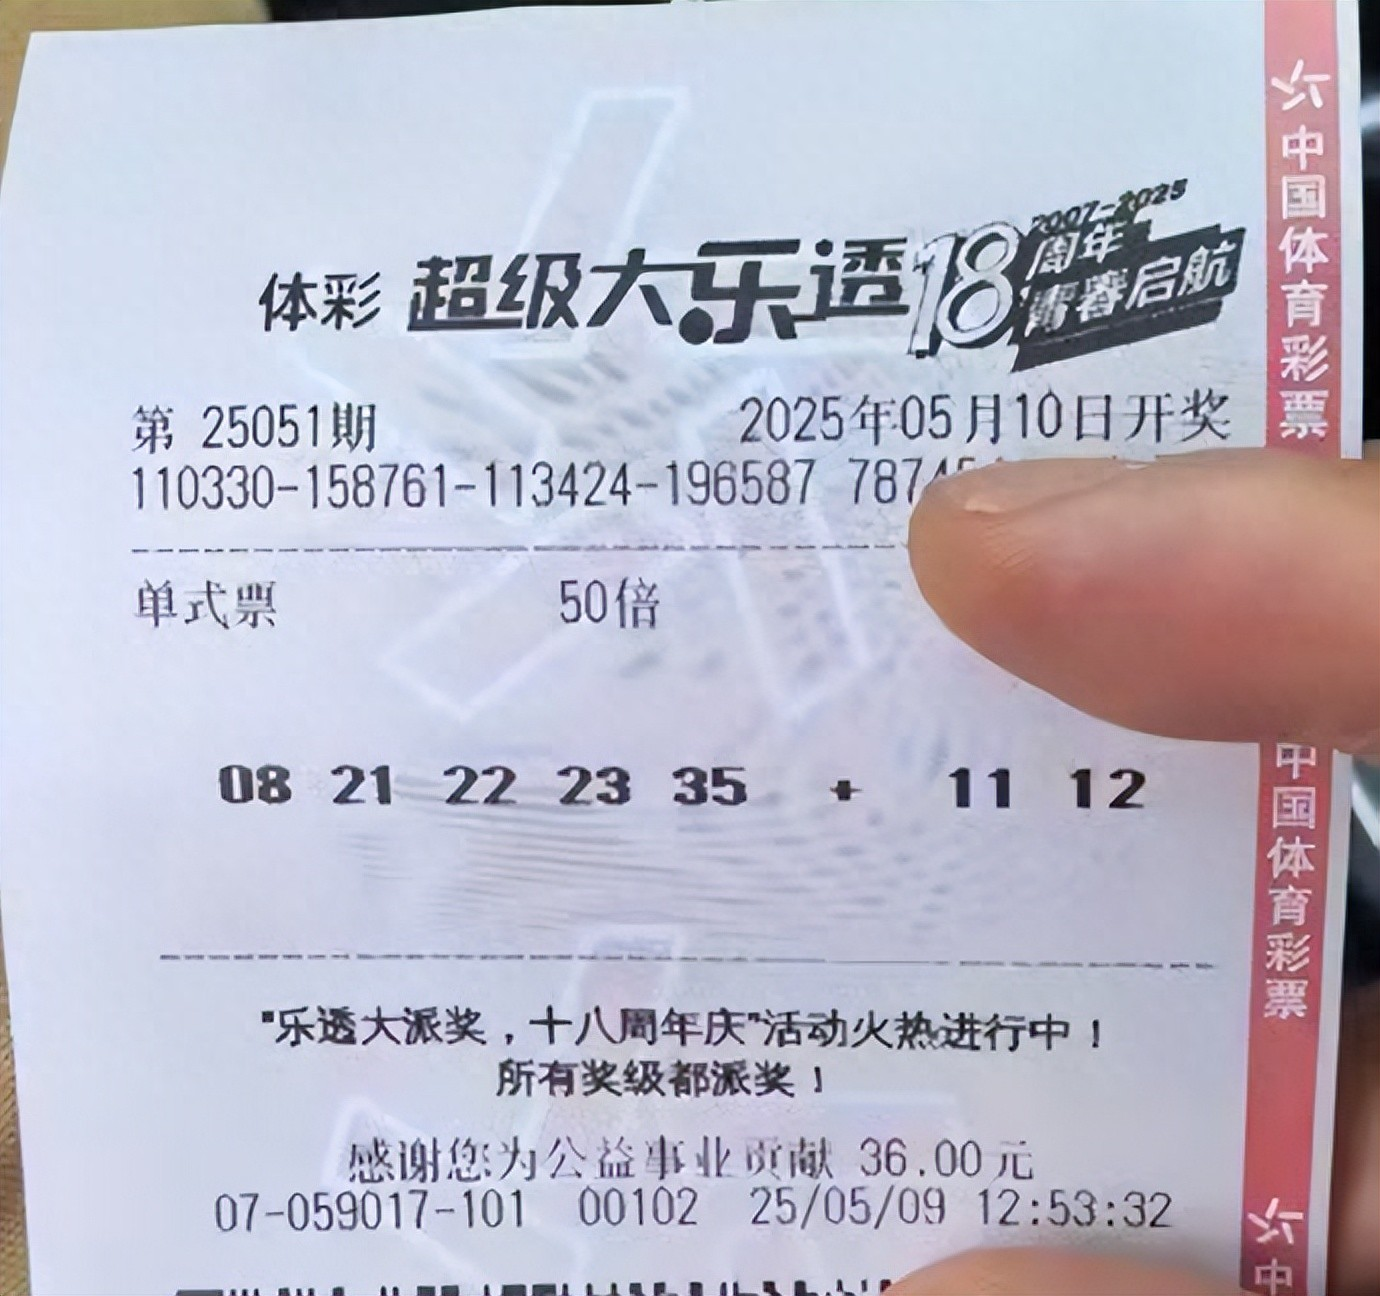 体彩 超级大乐透 18周年 2007-2025 青春启航
第 25051期 2025年05月10日开奖
110330-158761-113424-196587 787
单式票 50倍
08 21 22 23 35 + 11 12
"乐透大派奖，十八周年庆"活动火热进行中！
所有奖级都派奖！
感谢您为公益事业贡献 36.00元
07-059017-101 00102 25/05/09 12:53:32
中国体育彩票
中国体育彩票
中